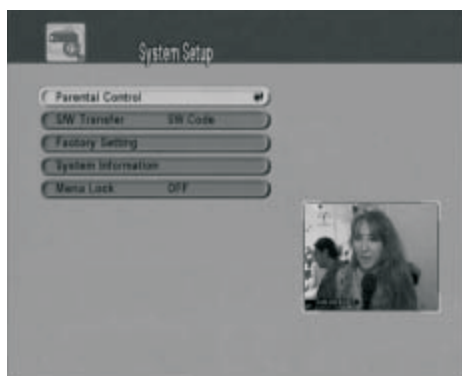 System Setup
Parental Control
S/W Transfer SW Code
Factory Setting
System Information
Menu Lock OFF